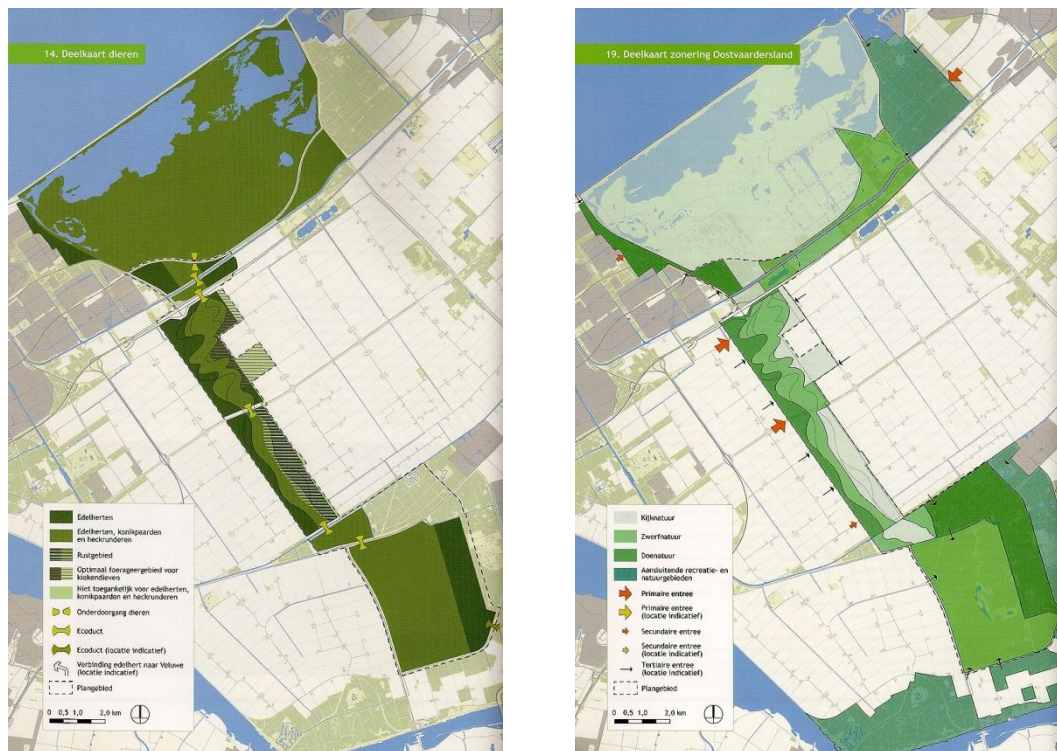 14. Deelkaart dieren
Edelherten
Edelherten, konikpaarden
en heckrunderen
Rustgebied
Optimaal foerageergebied voor
kiekendieven
Niet toegankelijk voor edelherten,
konikpaarden en heckrunderen
Onderdoorgang dieren
Ecoduct
Ecoduct (locatie indicatief)
Verbinding edelhert naar Veluwe
(locatie indicatief)
Plangebied
0 0,5 1,0 2,0 km
19. Deelkaart zonering Oostvaardersland
Kijknatuur
Zwerfnatuur
Doenatuur
Aansluitende recreatie- en
natuurgebieden
Primaire entree
Primaire entree
(locatie indicatief)
Secundaire entree
Secundaire entree
(locatie indicatief)
Tertiaire entree
(locatie indicatief)
Plangebied
0 0,5 1,0 2,0 km